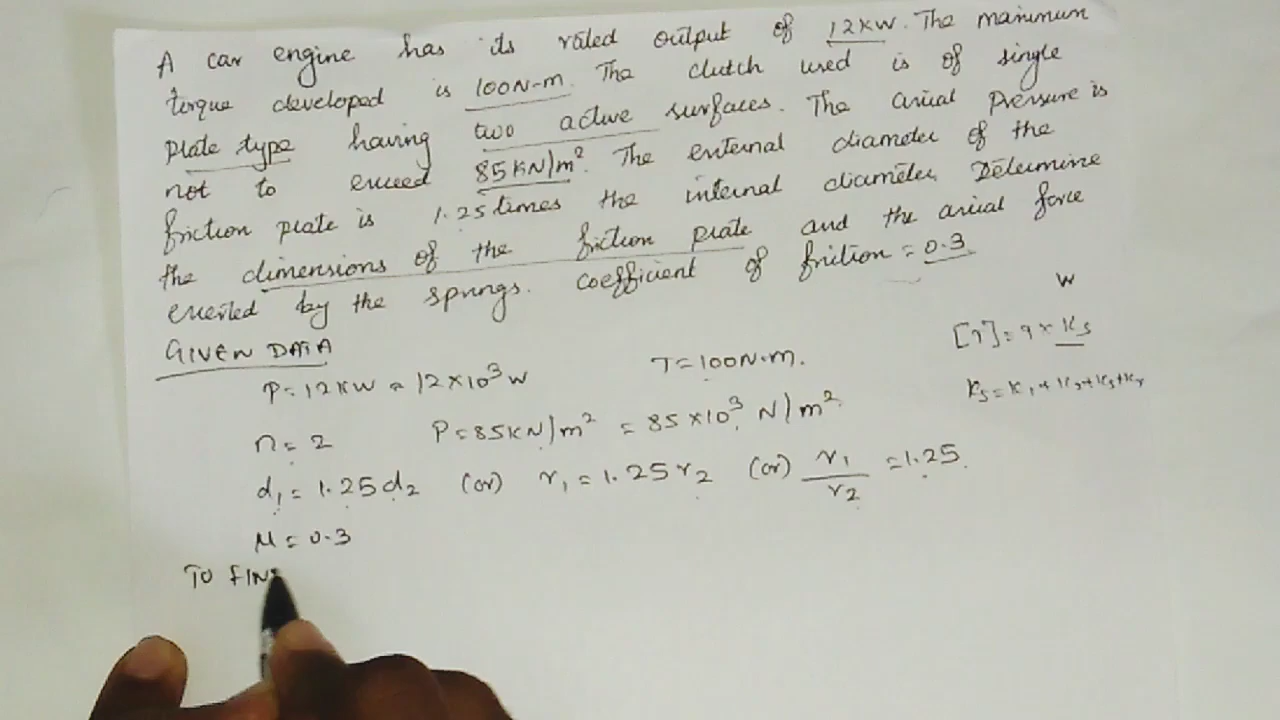 A car engine has its rated output of 12KW. The maximum
torque developed is 100N-m. The clutch used is of single
plate type having two active surfaces. The axial pressure is
not to exceed 85KN/m². The external diameter of the
friction plate is 1.25 times the internal diameter. Determine
the dimensions of the friction plate and the axial force
exerted by the springs. Coefficient of friction = 0.3
W
GIVEN DATA
P=12KW = 12×10³W T=100N-m.
[T]=T×Ks
n=2 P=85KN/m² = 85×10³ N/m²
d₁=1.25d₂ (or) r₁=1.25r₂ (or) r₁/r₂=1.25
μ=0.3
TO FIN